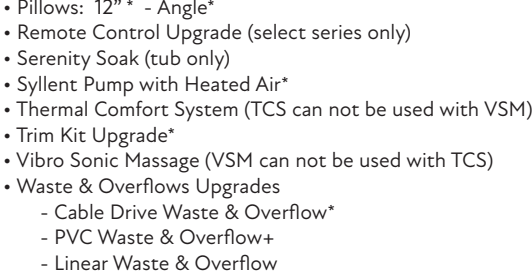 • Pillows:  12” *  - Angle*
• Remote Control Upgrade (select series only)
• Serenity Soak (tub only)
• Syllent Pump with Heated Air*
• Thermal Comfort System (TCS can not be used with VSM)
• Trim Kit Upgrade*
• Vibro Sonic Massage (VSM can not be used with TCS)
• Waste & Overflows Upgrades
- Cable Drive Waste & Overflow*
- PVC Waste & Overflow+
- Linear Waste & Overflow